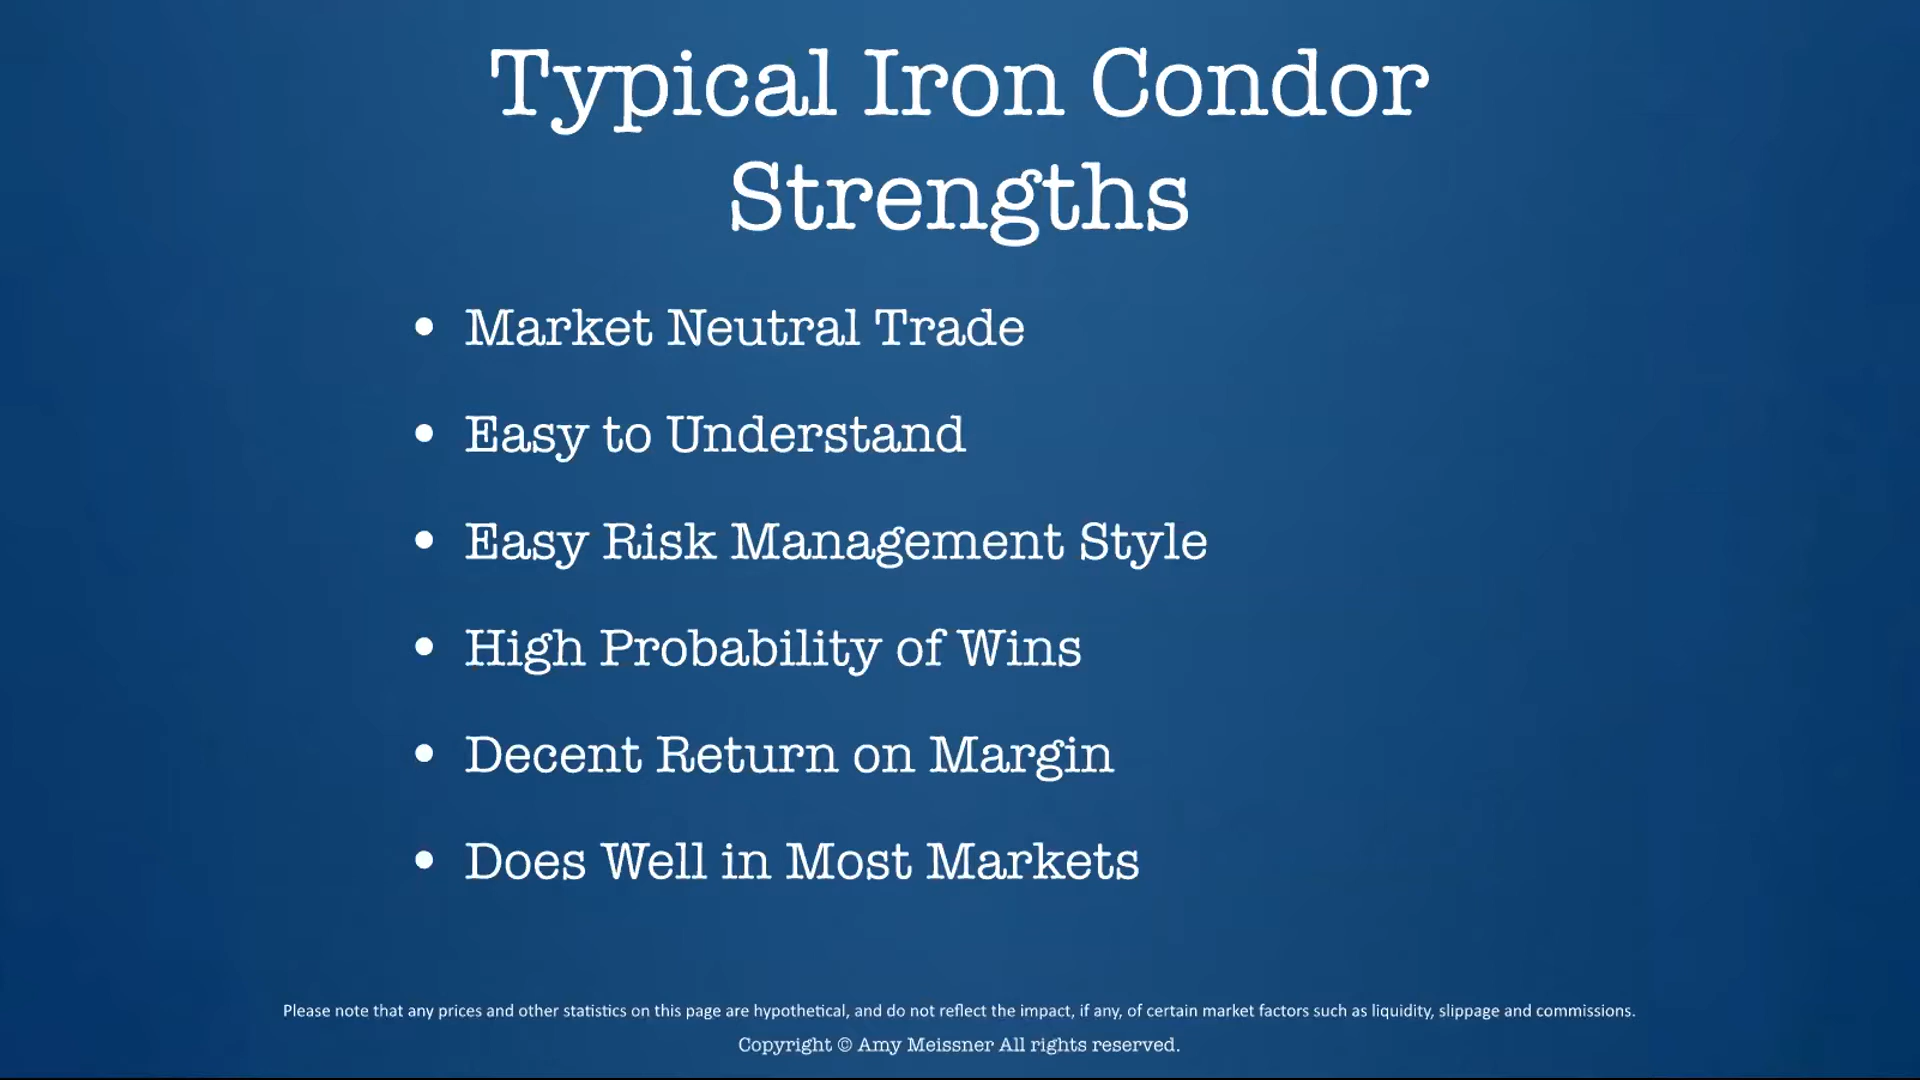 Typical Iron Condor
Strengths
• Market Neutral Trade
• Easy to Understand
• Easy Risk Management Style
• High Probability of Wins
• Decent Return on Margin
• Does Well in Most Markets
Please note that any prices and other statistics on this page are hypothetical, and do not reflect the impact, if any, of certain market factors such as liquidity, slippage and commissions.
Copyright © Amy Meissner All rights reserved.